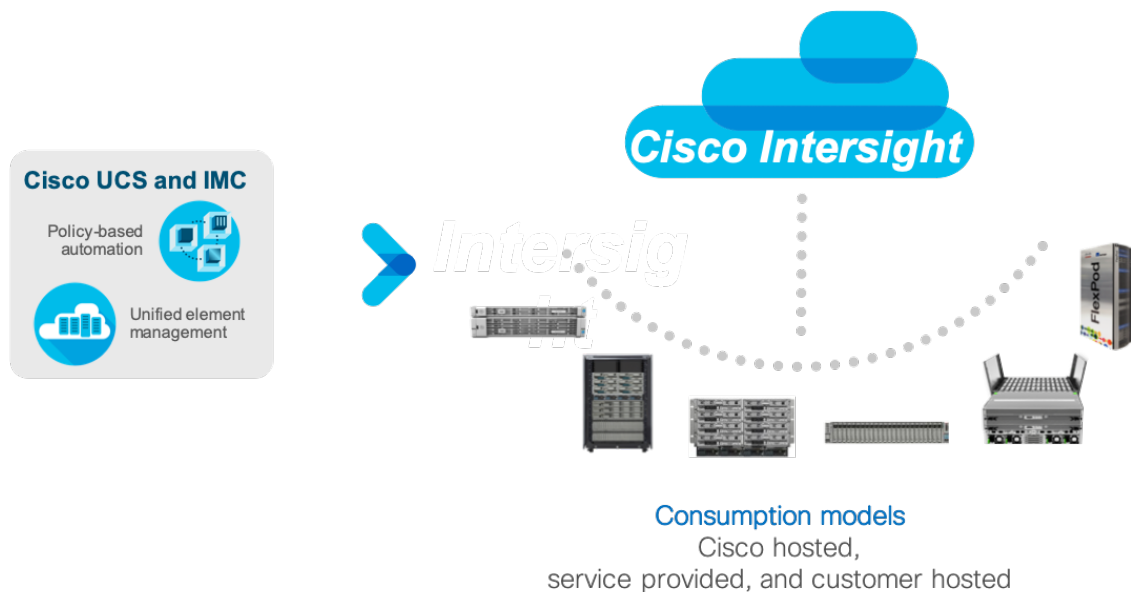 Cisco UCS and IMC
Policy-based
automation
Unified element
management
Cisco Intersight
Intersig
ht
FlexPod
Consumption models
Cisco hosted,
service provided, and customer hosted